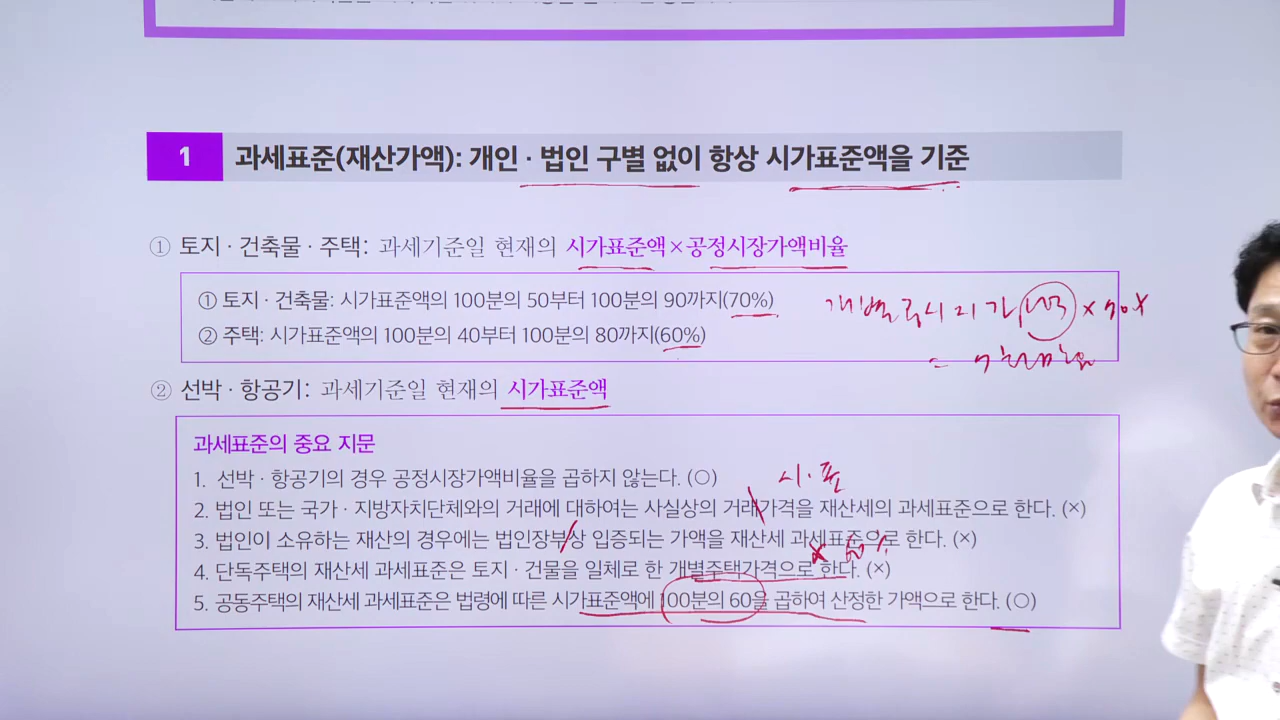 1 과세표준(재산가액): 개인 · 법인 구별 없이 항상 시가표준액을 기준
① 토지 · 건축물 · 주택: 과세기준일 현재의 시가표준액×공정시장가액비율
① 토지 · 건축물: 시가표준액의 100분의 50부터 100분의 90까지(70%)
② 주택: 시가표준액의 100분의 40부터 100분의 80까지(60%)
개별공시지가
② 선박 · 항공기: 과세기준일 현재의 시가표준액
과세표준의 중요 지문
1. 선박 · 항공기의 경우 공정시장가액비율을 곱하지 않는다. (○)
시.표
2. 법인 또는 국가 · 지방자치단체와의 거래에 대하여는 사실상의 거래가격을 재산세의 과세표준으로 한다. (×)
3. 법인이 소유하는 재산의 경우에는 법인장부상 입증되는 가액을 재산세 과세표준으로 한다. (×)
× 60%
4. 단독주택의 재산세 과세표준은 토지 · 건물을 일체로 한 개별주택가격으로 한다. (×)
5. 공동주택의 재산세 과세표준은 법령에 따른 시가표준액에 100분의 60을 곱하여 산정한 가액으로 한다. (○)